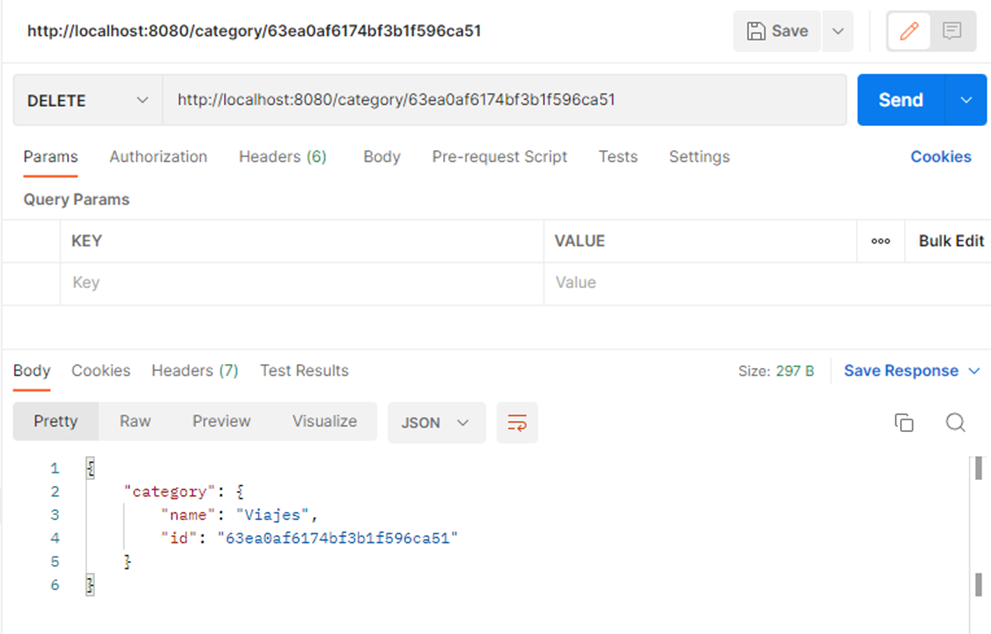 http://localhost:8080/category/63ea0af6174bf3b1f596ca51 Save
DELETE http://localhost:8080/category/63ea0af6174bf3b1f596ca51 Send
Params Authorization Headers (6) Body Pre-request Script Tests Settings Cookies
Query Params
KEY VALUE ooo Bulk Edit
Key Value
Body Cookies Headers (7) Test Results Size: 297 B Save Response
Pretty Raw Preview Visualize JSON
1 {
2 "category": {
3 "name": "Viajes",
4 "id": "63ea0af6174bf3b1f596ca51"
5 }
6 }